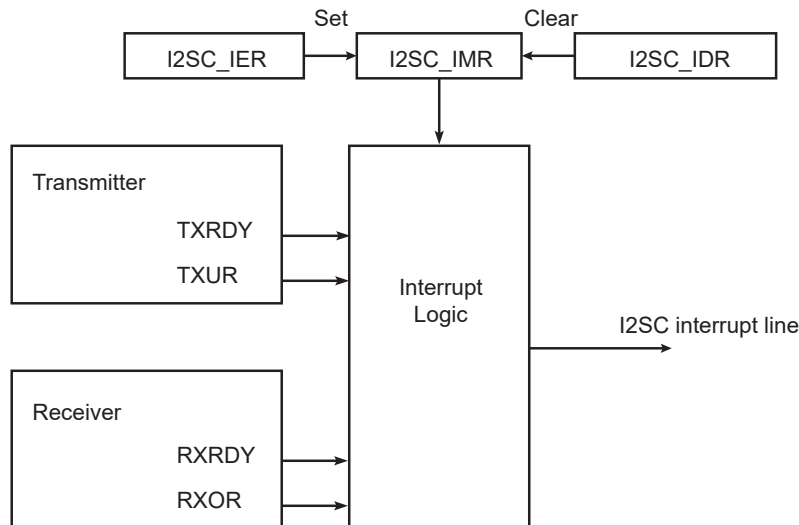 Set
Clear
I2SC_IER
I2SC_IMR
I2SC_IDR
Transmitter
TXRDY
TXUR
Interrupt
Logic
I2SC interrupt line
Receiver
RXRDY
RXOR